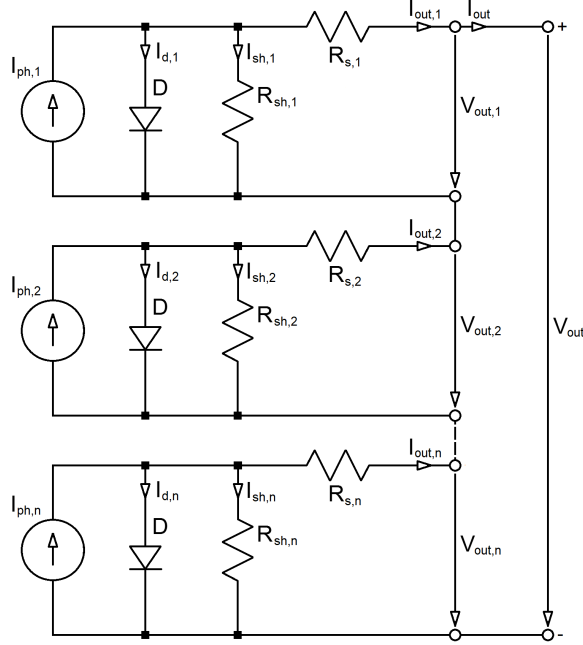 I_out,1 I_out
+
R_s,1
I_ph,1 I_d,1 I_sh,1
D R_sh,1 V_out,1
I_out,2
R_s,2
I_ph,2 I_d,2 I_sh,2
D R_sh,2 V_out,2 V_out
I_out,n
R_s,n
I_ph,n I_d,n I_sh,n
D R_sh,n V_out,n
-